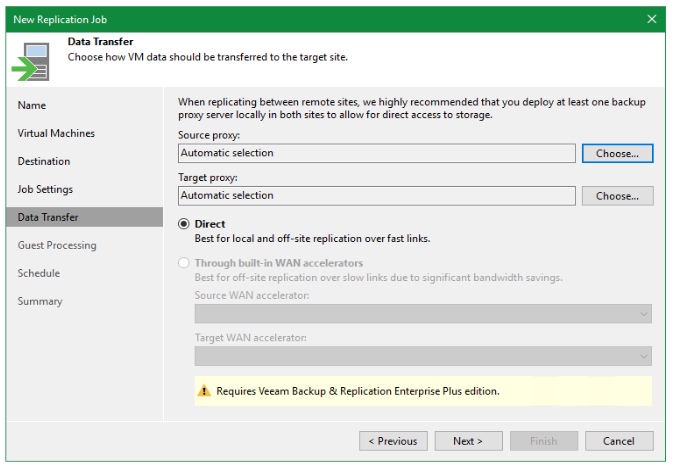 New Replication Job
Data Transfer
Choose how VM data should be transferred to the target site.
Name
Virtual Machines
Destination
Job Settings
Data Transfer
Guest Processing
Schedule
Summary
When replicating between remote sites, we highly recommended that you deploy at least one backup
proxy server locally in both sites to allow for direct access to storage.
Source proxy:
Automatic selection
Choose...
Target proxy:
Automatic selection
Choose...
Direct
Best for local and off-site replication over fast links.
Through built-in WAN accelerators
Best for off-site replication over slow links due to significant bandwidth savings.
Source WAN accelerator:
Target WAN accelerator:
Requires Veeam Backup & Replication Enterprise Plus edition.
< Previous
Next >
Finish
Cancel